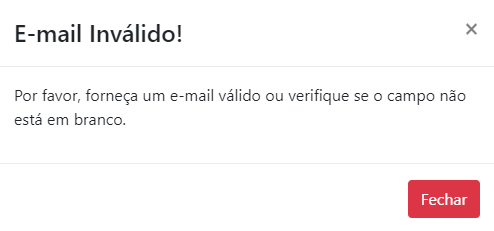 E-mail Inválido!
×
Por favor, forneça um e-mail válido ou verifique se o campo não
está em branco.
Fechar